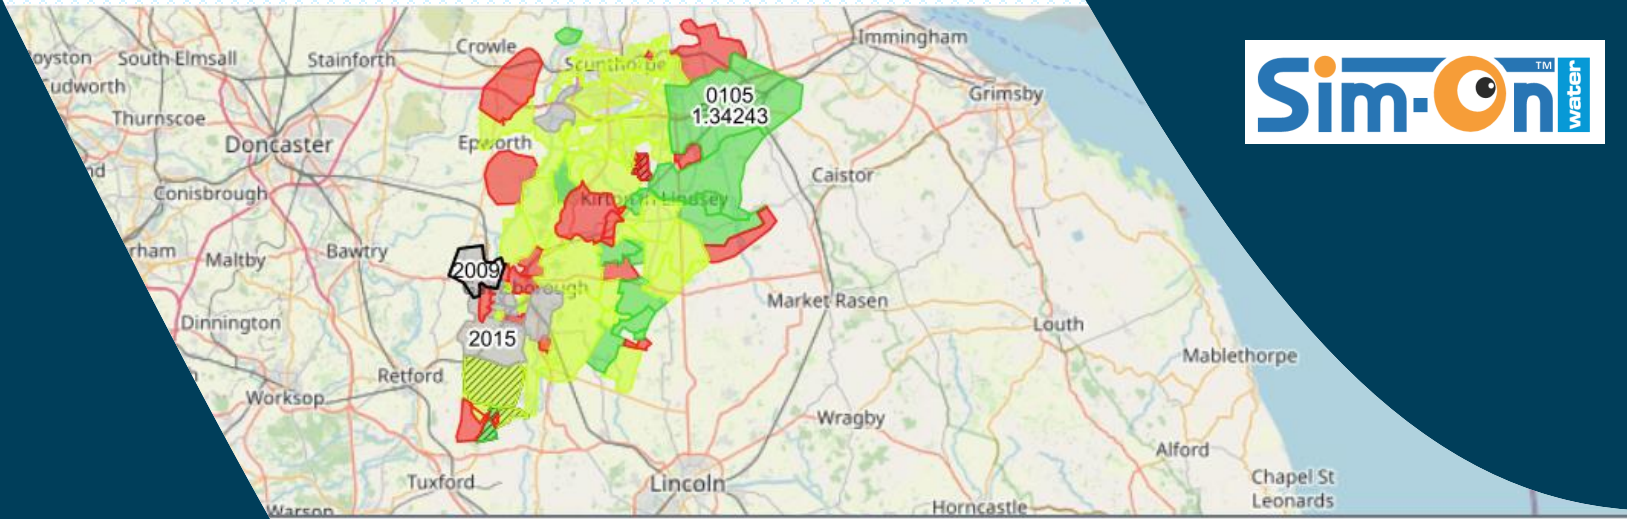 Immingham
Crowle
oyston
South Elmsall
Stainforth
Scunthorpe
udworth
Sim-On
TM
water
0105
1.34243
Grimsby
Thurnscoe
Doncaster
Epworth
nd
Conisbrough
Caistor
Kirton in Lindsey
rham
Maltby
Bawtry
2009
borough
Market Rasen
Dinnington
Louth
2015
Mablethorpe
Retford
Worksop
Wragby
Alford
Tuxford
Lincoln
Chapel St
Leonards
Horncastle
Warsop